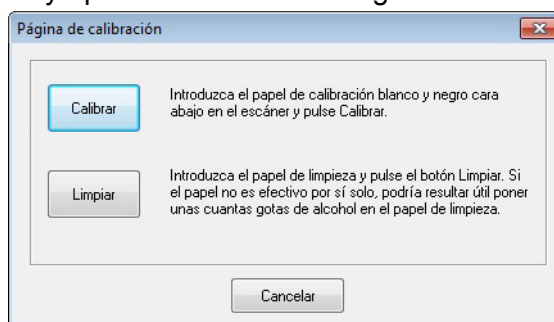 Página de calibración
Calibrar
Introduzca el papel de calibración blanco y negro cara
abajo en el escáner y pulse Calibrar.
Limpiar
Introduzca el papel de limpieza y pulse el botón Limpiar. Si
el papel no es efectivo por sí solo, podría resultar útil poner
unas cuantas gotas de alcohol en el papel de limpieza.
Cancelar